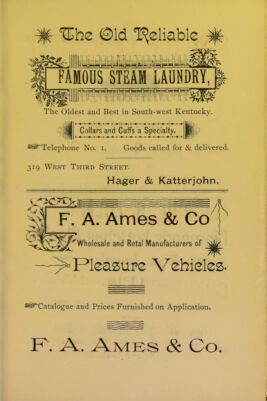 The Old Reliable
FAMOUS STEAM LAUNDRY,
The Oldest and Best in South-west Kentucky.
Collars and Cuffs a Specialty.
Telephone No. 1. Goods called for & delivered.
319 WEST THIRD STREET.
Hager & Katterjohn.
F. A. Ames & Co
Wholesale and Retal Manufacturers of
Pleasure Vehicles.
Catalogue and Prices Furnished on Application.
F. A. AMES & CO.